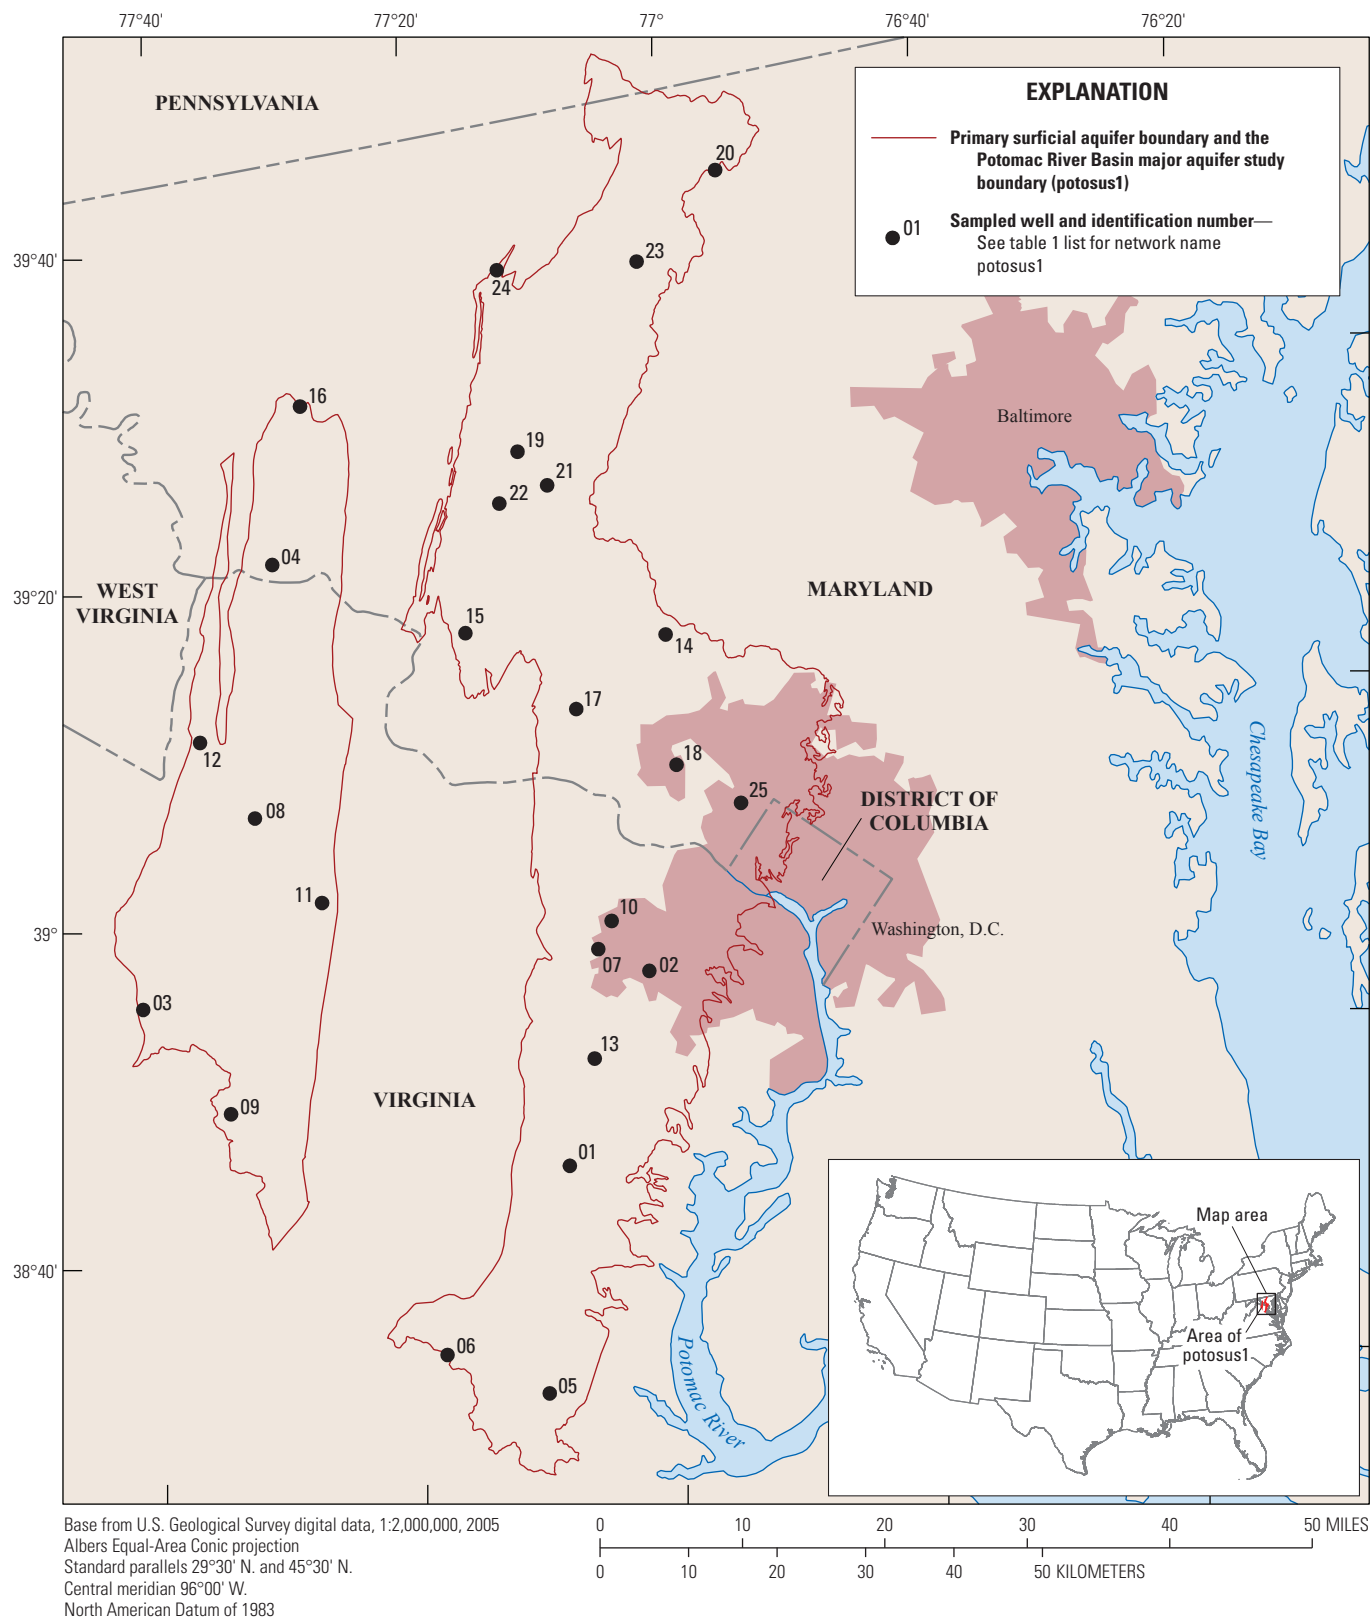 77°40'
77°20'
77°
76°40'
76°20'
PENNSYLVANIA
EXPLANATION
Primary surficial aquifer boundary and the
Potomac River Basin major aquifer study
boundary (potosus1)
01
Sampled well and identification number—
See table 1 list for network name
potosus1
20
39°40'
23
24
16
Baltimore
19
21
22
04
WEST
VIRGINIA
MARYLAND
39°20'
15
14
17
12
18
25
Chesapeake Bay
08
DISTRICT OF
COLUMBIA
11
10
39°
Washington, D.C.
07
02
03
13
VIRGINIA
09
01
Map area
38°40'
Area of
potosus1
06
05
Potomac River
Base from U.S. Geological Survey digital data, 1:2,000,000, 2005
Albers Equal-Area Conic projection
Standard parallels 29°30' N. and 45°30' N.
Central meridian 96°00' W.
North American Datum of 1983
0 10 20 30 40 50 MILES
0 10 20 30 40 50 KILOMETERS